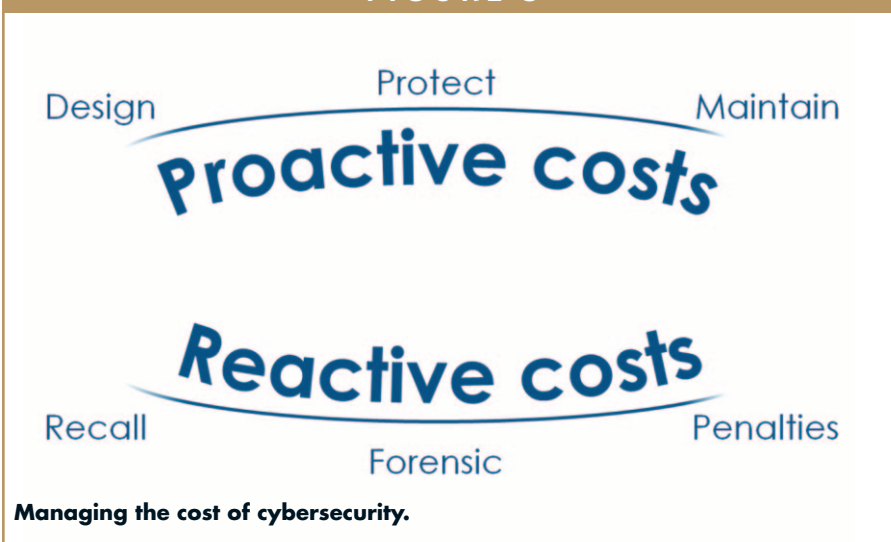 Protect
Design Maintain
Proactive costs
Reactive costs
Recall Penalties
Forensic
Managing the cost of cybersecurity.